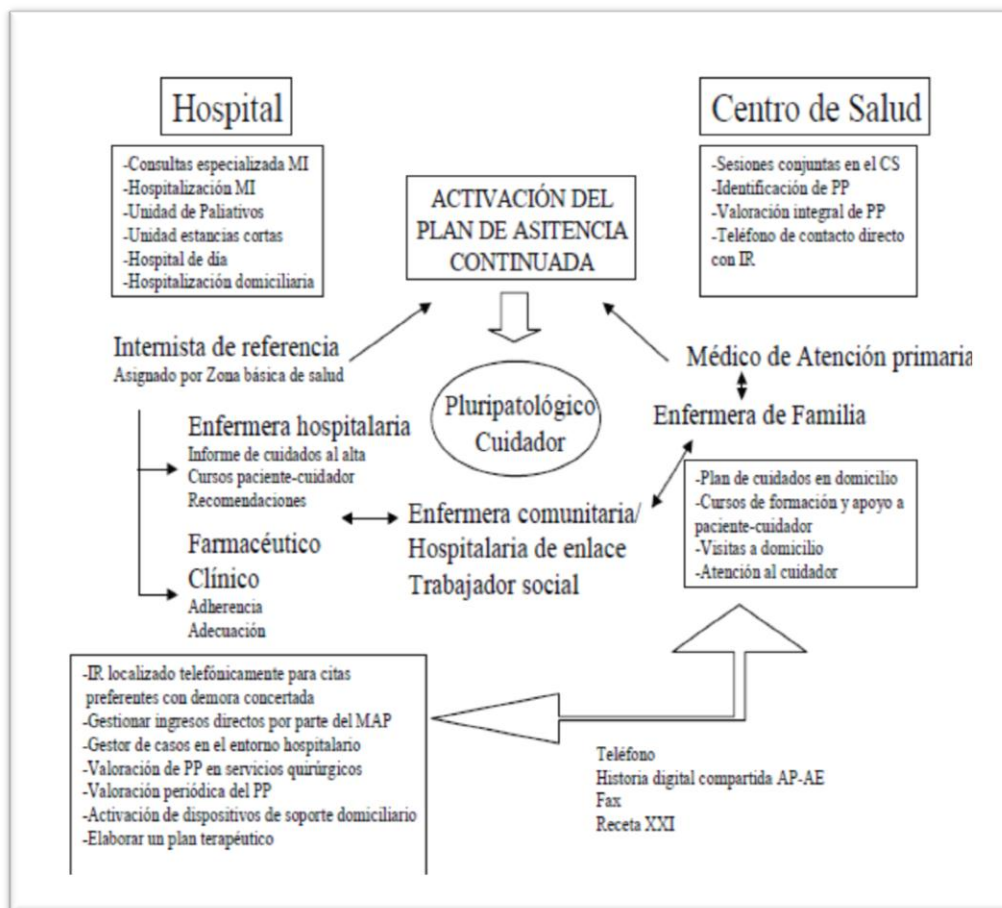 Hospital
-Consultas especializada MI
-Hospitalización MI
-Unidad de Paliativos
-Unidad estancias cortas
-Hospital de día
-Hospitalización domiciliaria
ACTIVACIÓN DEL
PLAN DE ASITENCIA
CONTINUADA
Centro de Salud
-Sesiones conjuntas en el CS
-Identificación de PP
-Valoración integral de PP
-Teléfono de contacto directo
con IR
Internista de referencia
Asignado por Zona básica de salud
Pluripatológico
Cuidador
Médico de Atención primaria
Enfermera de Familia
Enfermera hospitalaria
Informe de cuidados al alta
Cursos paciente-cuidador
Recomendaciones
Farmacéutico
Clínico
Adherencia
Adecuación
Enfermera comunitaria/
Hospitalaria de enlace
Trabajador social
-Plan de cuidados en domicilio
-Cursos de formación y apoyo a
paciente-cuidador
-Visitas a domicilio
-Atención al cuidador
-IR localizado telefónicamente para citas
preferentes con demora concertada
-Gestionar ingresos directos por parte del MAP
-Gestor de casos en el entorno hospitalario
-Valoración de PP en servicios quirúrgicos
-Valoración periódica del PP
-Activación de dispositivos de soporte domiciliario
-Elaborar un plan terapéutico
Teléfono
Historia digital compartida AP-AE
Fax
Receta XXI